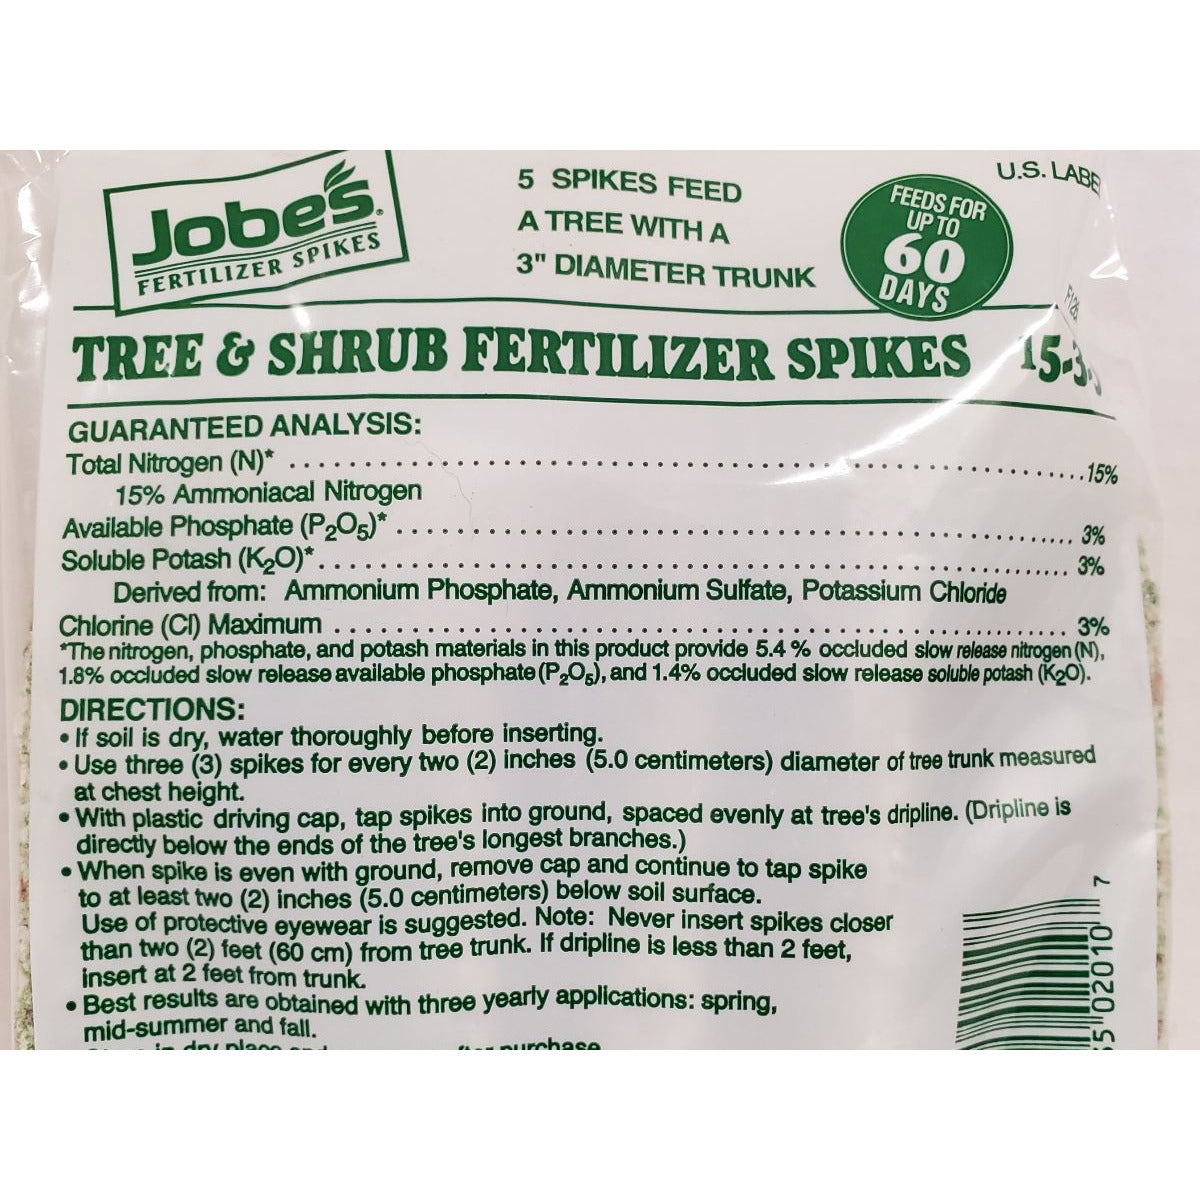 Jobe's®
FERTILIZER SPIKES
5 SPIKES FEED
A TREE WITH A
3" DIAMETER TRUNK
FEEDS FOR
UP TO
60
DAYS
U.S. LABE
TREE & SHRUB FERTILIZER SPIKES 15-3-
GUARANTEED ANALYSIS:
Total Nitrogen (N)* 15%
15% Ammoniacal Nitrogen
Available Phosphate (P₂O₅)* 3%
Soluble Potash (K₂O)* 3%
Derived from: Ammonium Phosphate, Ammonium Sulfate, Potassium Chloride
Chlorine (Cl) Maximum 3%
*The nitrogen, phosphate, and potash materials in this product provide 5.4 % occluded slow release nitrogen (N),
1.8% occluded slow release available phosphate (P₂O₅), and 1.4% occluded slow release soluble potash (K₂O).
DIRECTIONS:
• If soil is dry, water thoroughly before inserting.
• Use three (3) spikes for every two (2) inches (5.0 centimeters) diameter of tree trunk measured
at chest height.
• With plastic driving cap, tap spikes into ground, spaced evenly at tree's dripline. (Dripline is
directly below the ends of the tree's longest branches.)
• When spike is even with ground, remove cap and continue to tap spike
to at least two (2) inches (5.0 centimeters) below soil surface.
Use of protective eyewear is suggested. Note: Never insert spikes closer
than two (2) feet (60 cm) from tree trunk. If dripline is less than 2 feet,
insert at 2 feet from trunk.
• Best results are obtained with three yearly applications: spring,
mid-summer and fall.
in dry place and purchase
02010 7